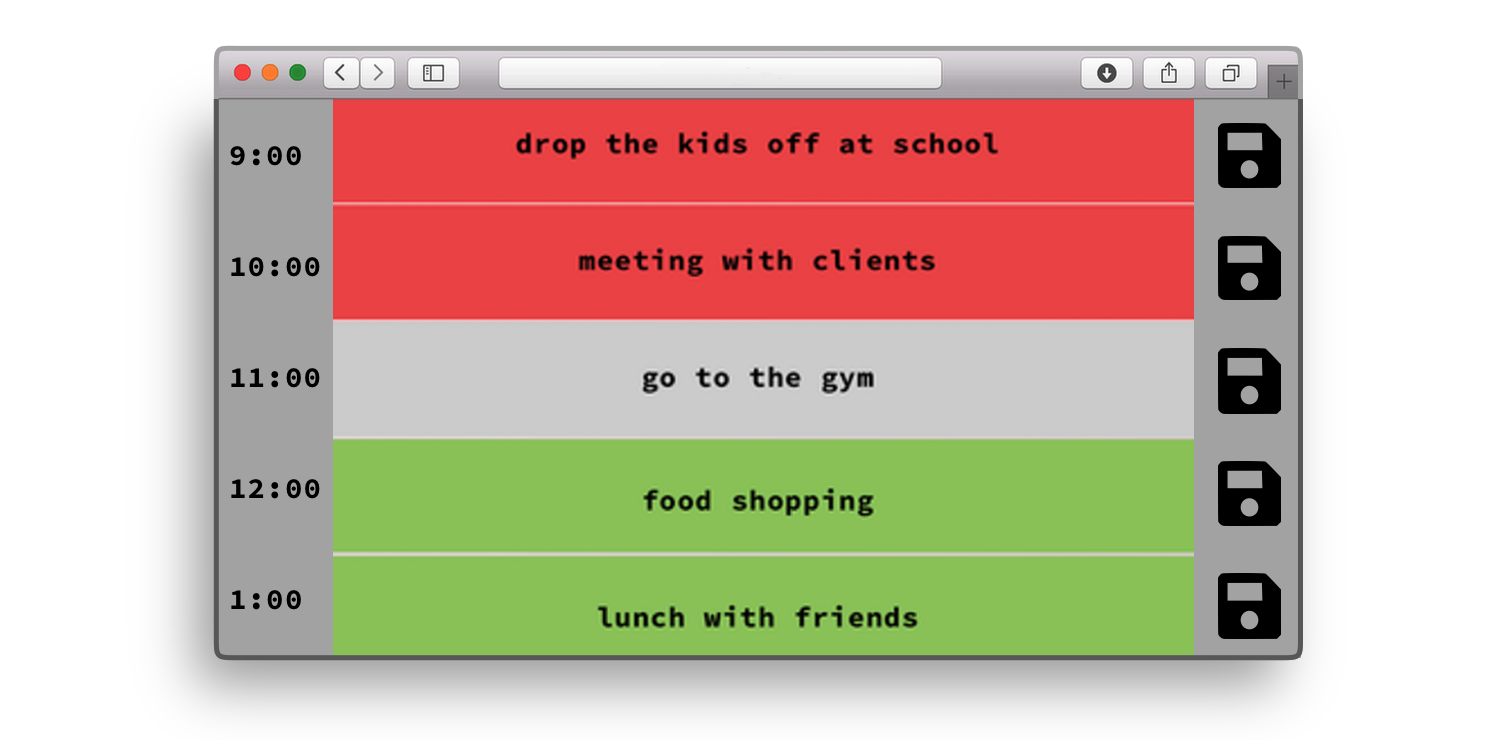 9:00 drop the kids off at school
10:00 meeting with clients
11:00 go to the gym
12:00 food shopping
1:00 lunch with friends